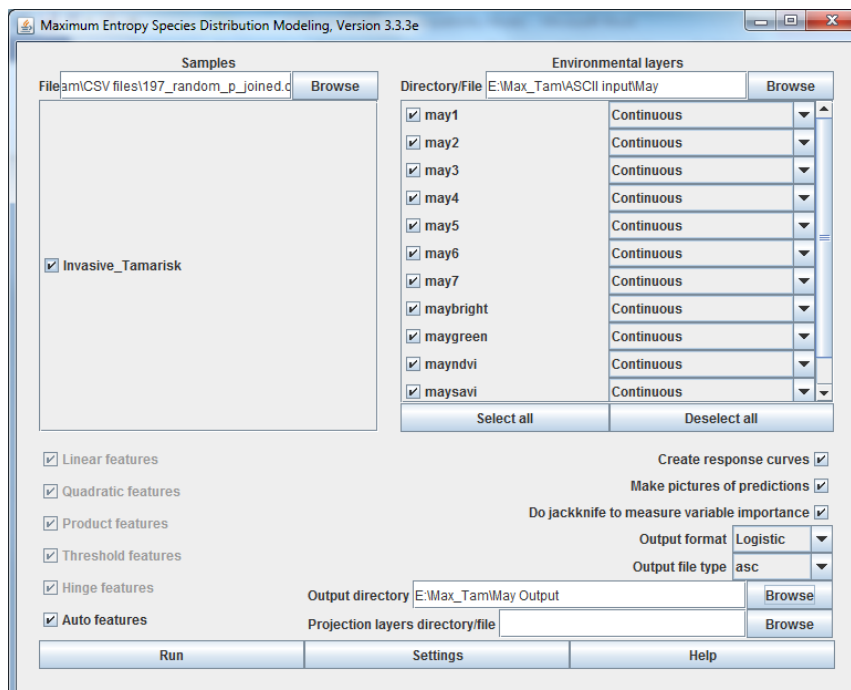 Maximum Entropy Species Distribution Modeling, Version 3.3.3e
Samples
File am\CSV files\197_random_p_joined.c Browse
Invasive_Tamarisk
Environmental layers
Directory/File E:\Max_Tam\ASCII input\May Browse
may1 Continuous
may2 Continuous
may3 Continuous
may4 Continuous
may5 Continuous
may6 Continuous
may7 Continuous
maybright Continuous
maygreen Continuous
mayndvi Continuous
maysavi Continuous
Select all Deselect all
Linear features
Quadratic features
Product features
Threshold features
Hinge features
Auto features
Create response curves
Make pictures of predictions
Do jackknife to measure variable importance
Output format Logistic
Output file type asc
Output directory E:\Max_Tam\May Output Browse
Projection layers directory/file Browse
Run Settings Help